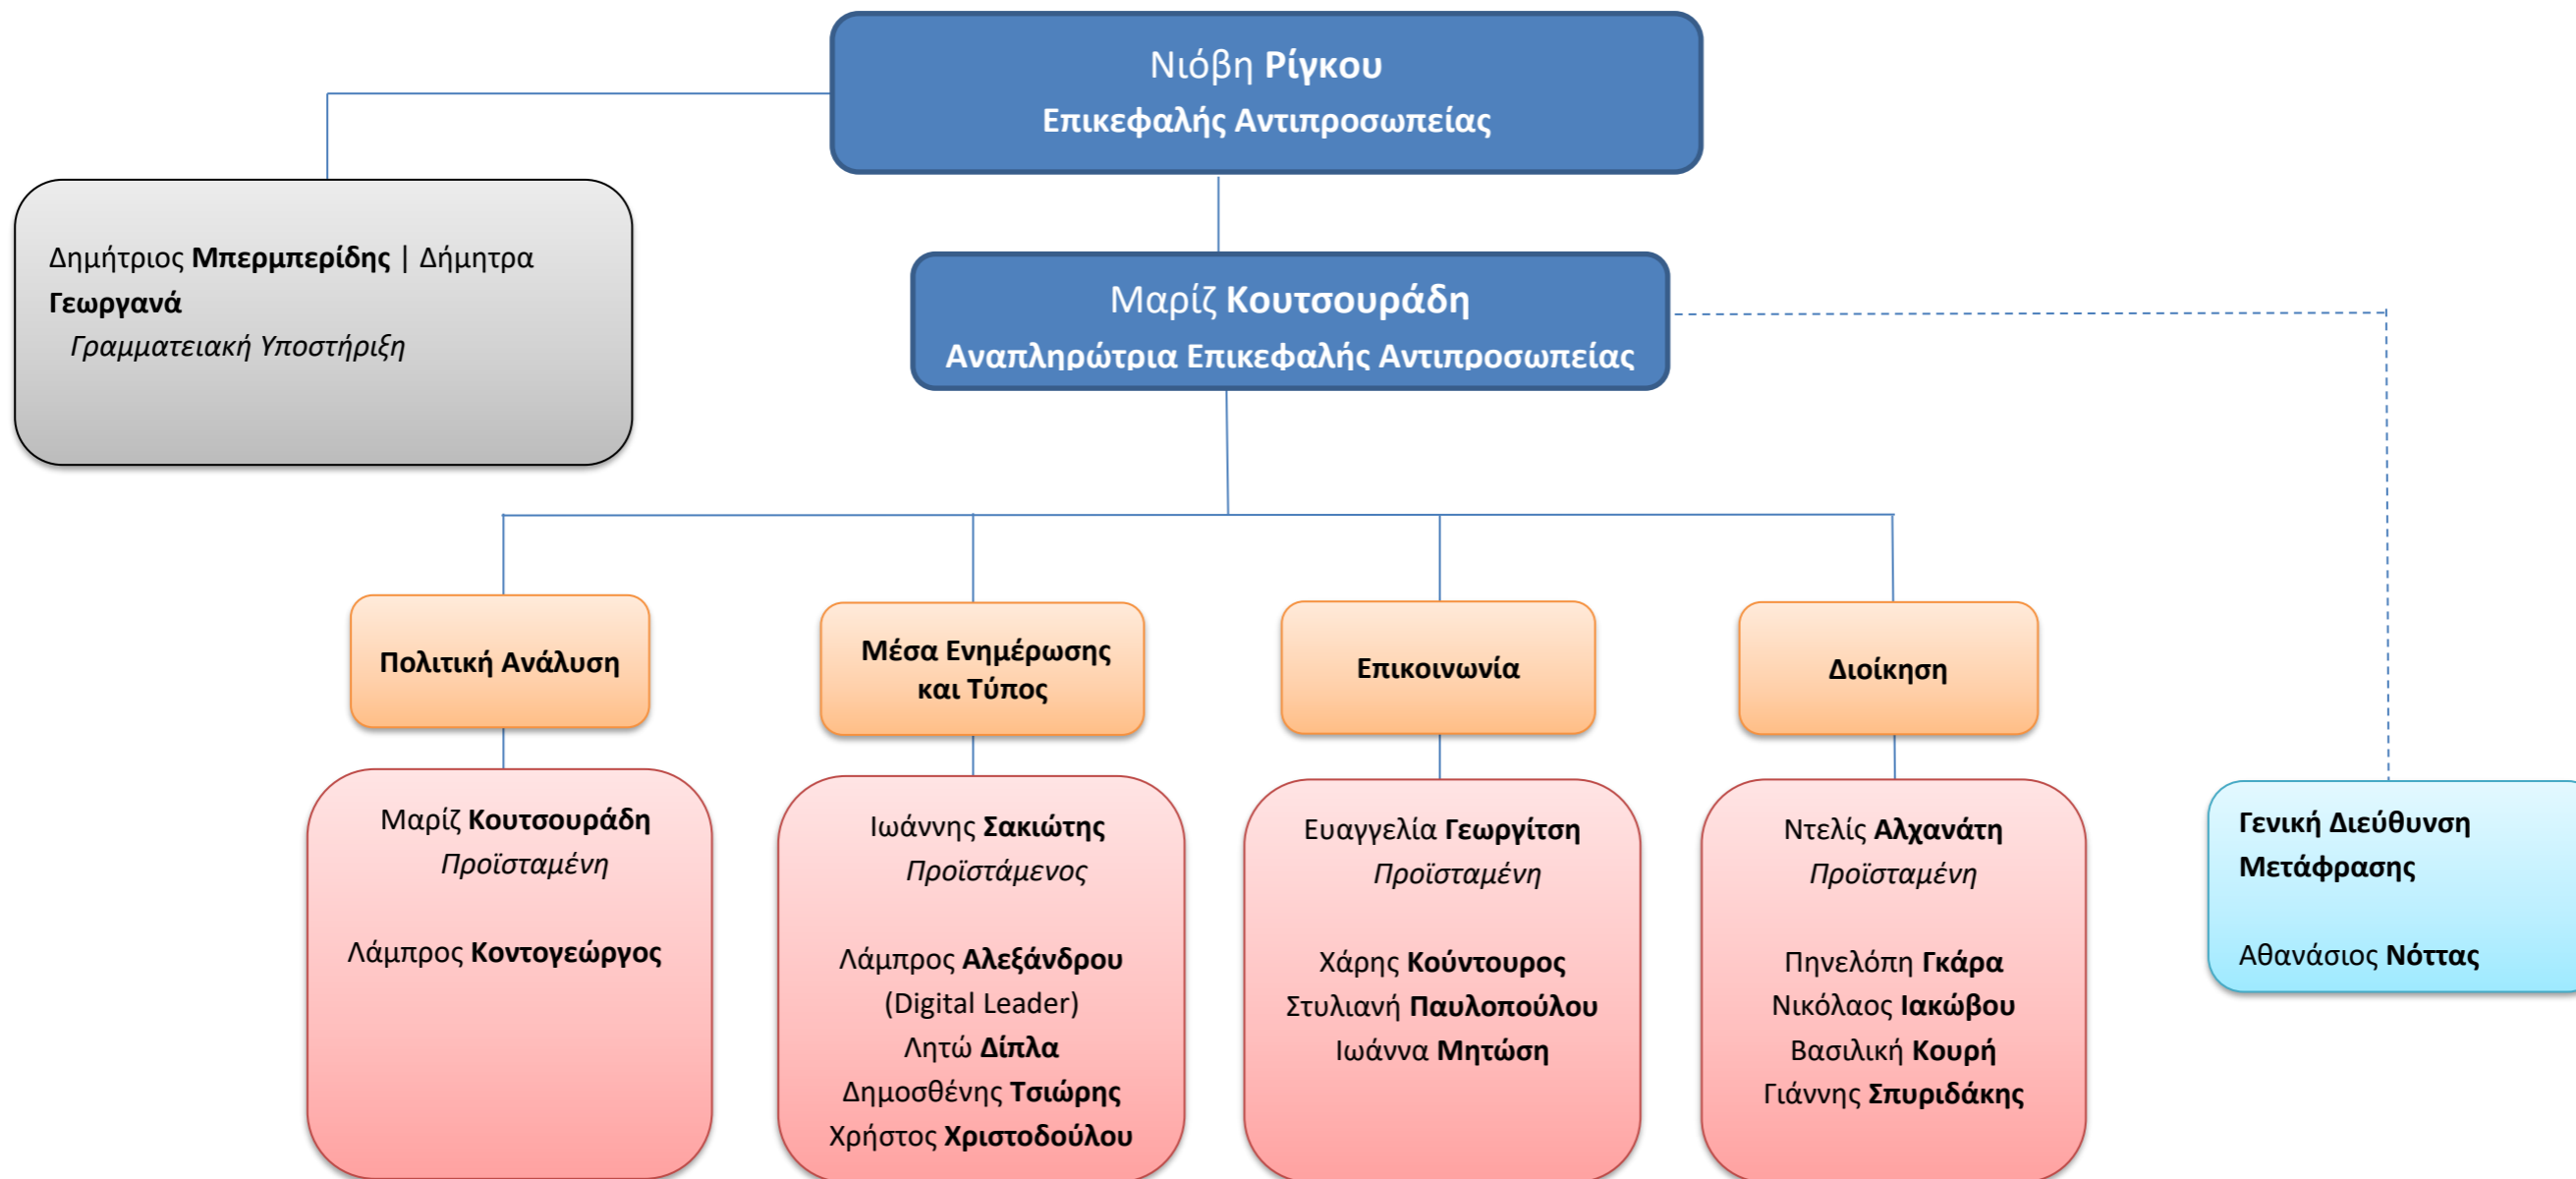 Νιόβη Ρίγκου
Επικεφαλής Αντιπροσωπείας
Δημήτριος Μπερμπερίδης | Δήμητρα
Γεωργανά
Γραμματειακή Υποστήριξη
Μαρίζ Κουτσουράδη
Αναπληρώτρια Επικεφαλής Αντιπροσωπείας
Πολιτική Ανάλυση
Μέσα Ενημέρωσης
και Τύπος
Επικοινωνία
Διοίκηση
Μαρίζ Κουτσουράδη
Προϊσταμένη
Λάμπρος Κοντογεώργος
Ιωάννης Σακιώτης
Προϊστάμενος
Λάμπρος Αλεξάνδρου
(Digital Leader)
Λητώ Δίπλα
Δημοσθένης Τσιώρης
Χρήστος Χριστοδούλου
Ευαγγελία Γεωργίτση
Προϊσταμένη
Χάρης Κούντουρος
Στυλιανή Παυλοπούλου
Ιωάννα Μητώση
Ντελίς Αλχανάτη
Προϊσταμένη
Πηνελόπη Γκάρα
Νικόλαος Ιακώβου
Βασιλική Κουρή
Γιάννης Σπυριδάκης
Γενική Διεύθυνση
Μετάφρασης
Αθανάσιος Νόττας